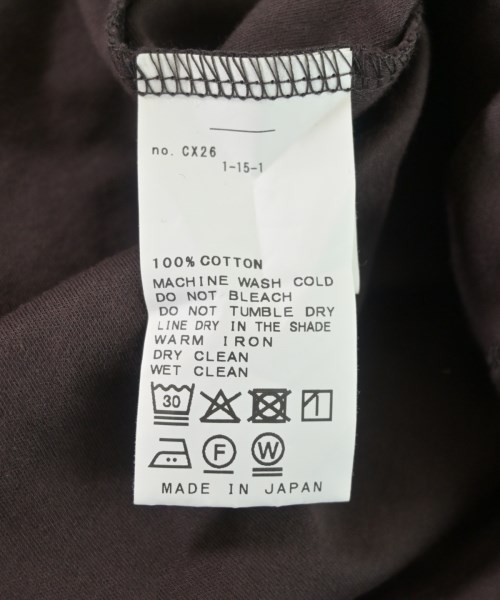 no. CX26
1-15-1
100% COTTON
MACHINE WASH COLD
DO NOT BLEACH
DO NOT TUMBLE DRY
LINE DRY IN THE SHADE
WARM IRON
DRY CLEAN
WET CLEAN
30
F W
MADE IN JAPAN